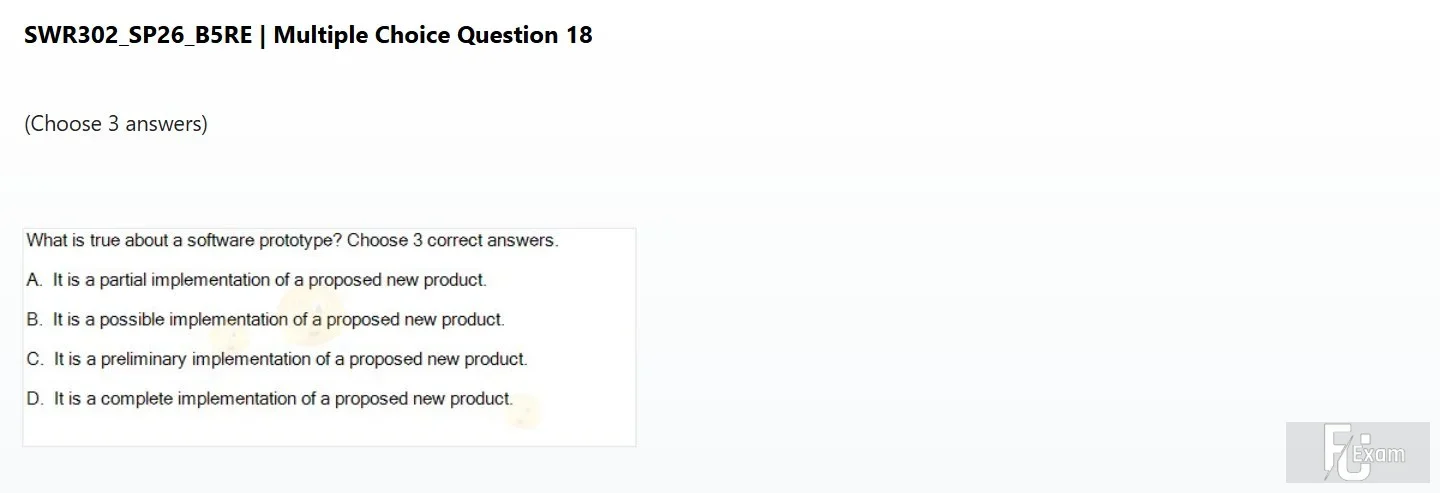 SWR302_SP26_B5RE | Multiple Choice Question 18
(Choose 3 answers)
What is true about a software prototype? Choose 3 correct answers.
A. It is a partial implementation of a proposed new product.
B. It is a possible implementation of a proposed new product.
C. It is a preliminary implementation of a proposed new product.
D. It is a complete implementation of a proposed new product.
FU Exam